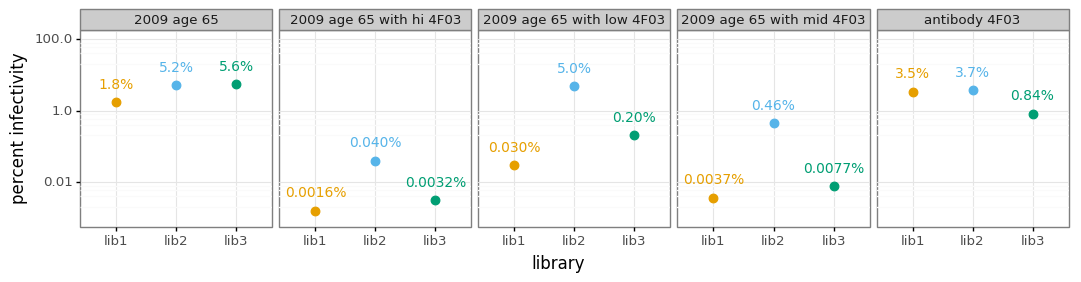 2009 age 65
2009 age 65 with hi 4F03
2009 age 65 with low 4F03
2009 age 65 with mid 4F03
antibody 4F03
percent infectivity
100.0
1.0
0.01
1.8%
5.2%
5.6%
0.0016%
0.040%
0.0032%
0.030%
5.0%
0.20%
0.0037%
0.46%
0.0077%
3.5%
3.7%
0.84%
lib1 lib2 lib3
lib1 lib2 lib3
lib1 lib2 lib3
lib1 lib2 lib3
lib1 lib2 lib3
library